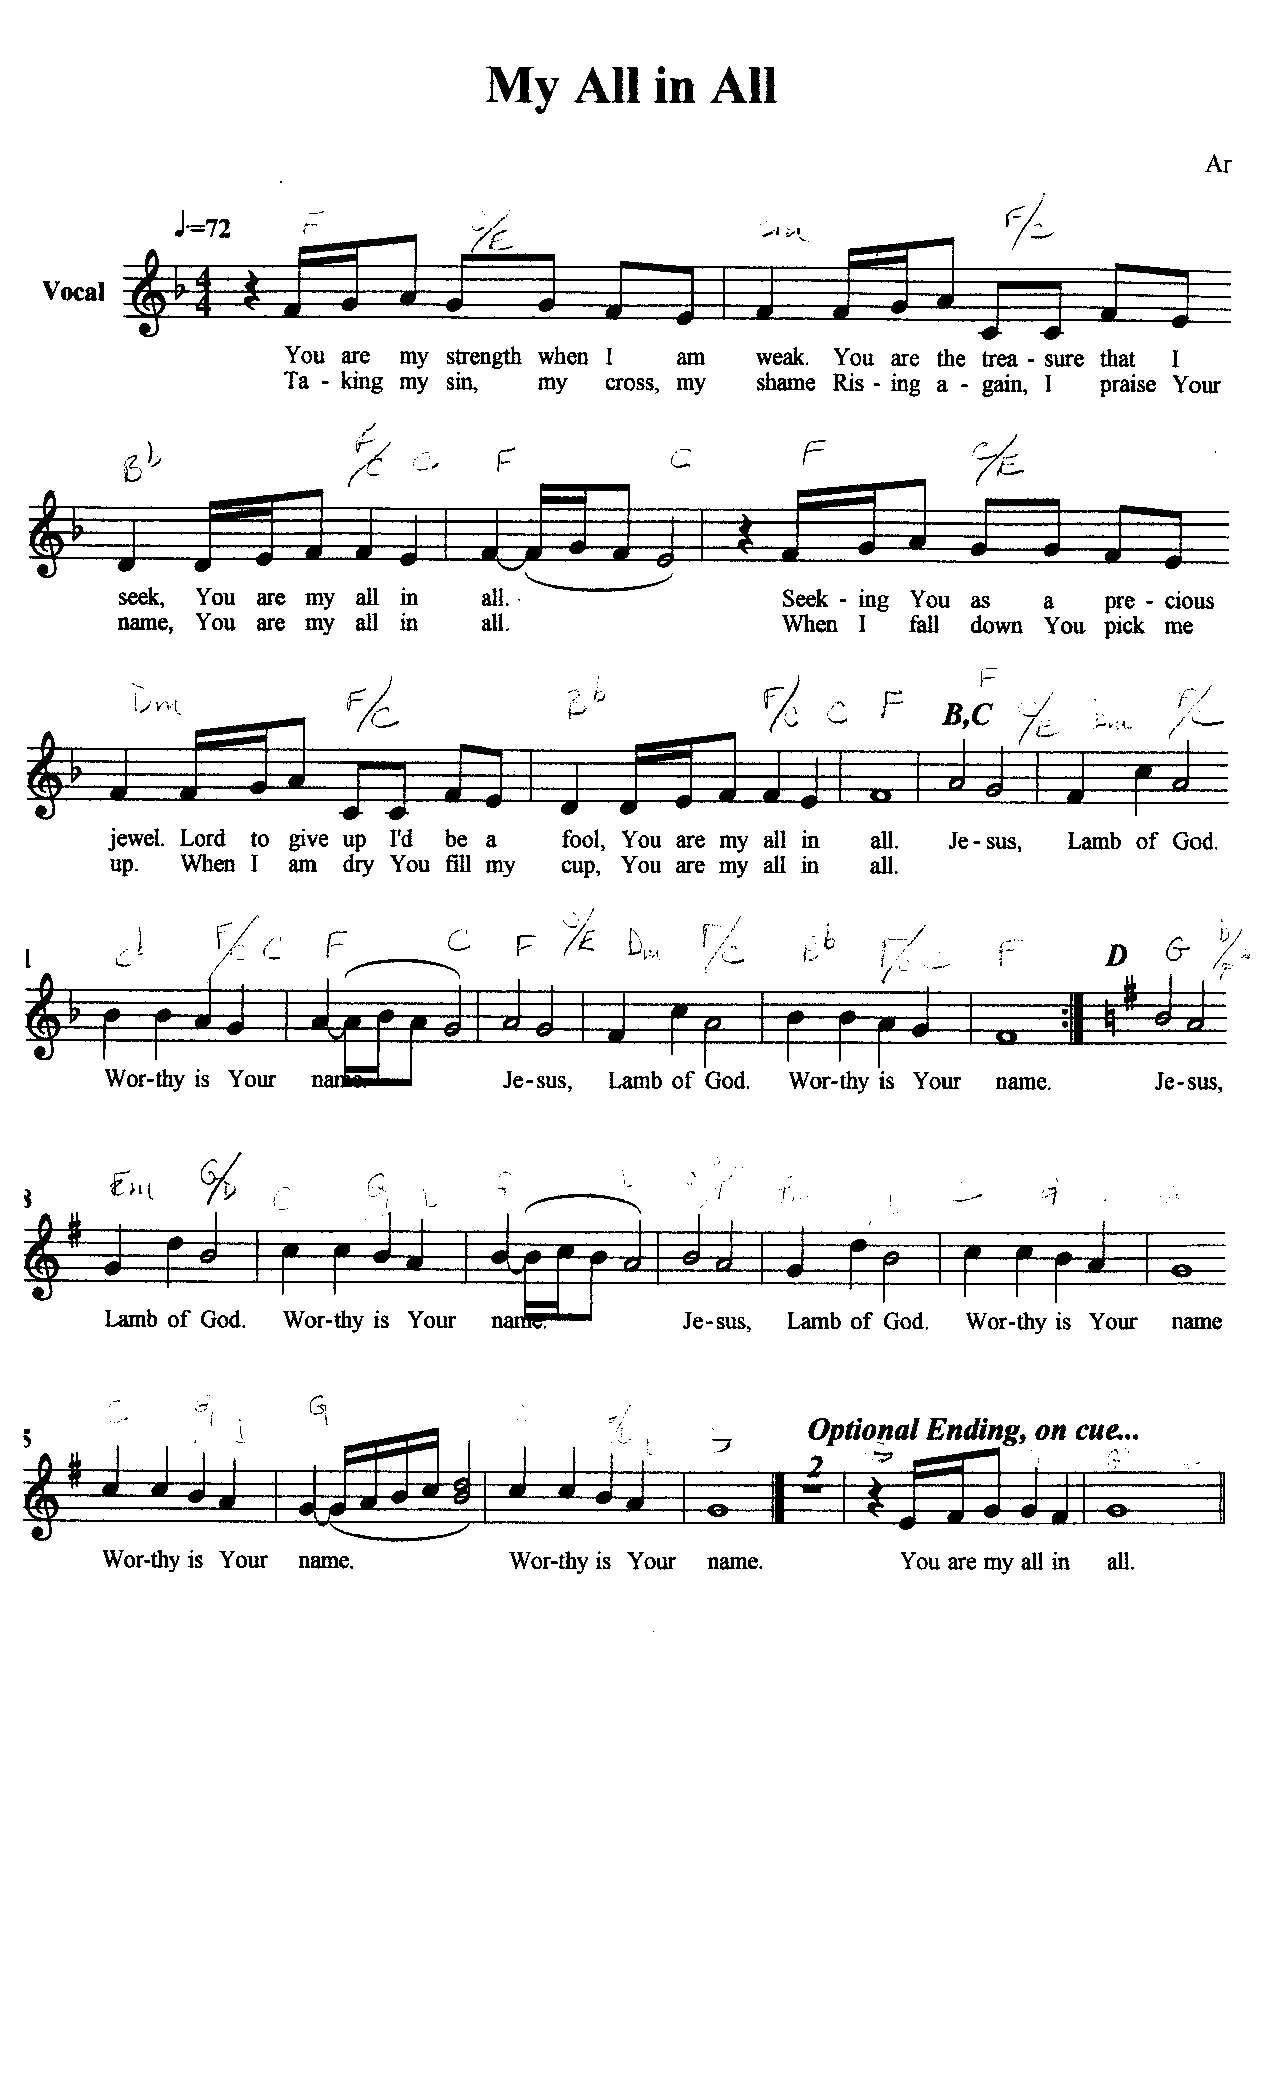 My All in All
Ar
♩=72 F C/E F/C
Vocal
You are my strength when I am weak. You are the trea - sure that I
Ta - king my sin, my cross, my shame Ris - ing a - gain, I praise Your
Bb F/C C F C F C/E
seek, You are my all in all. Seek - ing You as a pre - cious
name, You are my all in all. When I fall down You pick me
Dm F/C Bb F/C C F B,C F C/E Dm F/C
jewel. Lord to give up I'd be a fool, You are my all in all. Je - sus, Lamb of God.
up. When I am dry You fill my cup, You are my all in all.
F/C C F C F C/E Dm F/C Bb F/C C F D G
Wor-thy is Your name. Je-sus, Lamb of God. Wor-thy is Your name. Je-sus,
Em G/D C G G
Lamb of God. Wor-thy is Your name. Je-sus, Lamb of God. Wor-thy is Your name
G
Optional Ending, on cue...
2
Wor-thy is Your name. Wor-thy is Your name. You are my all in all.